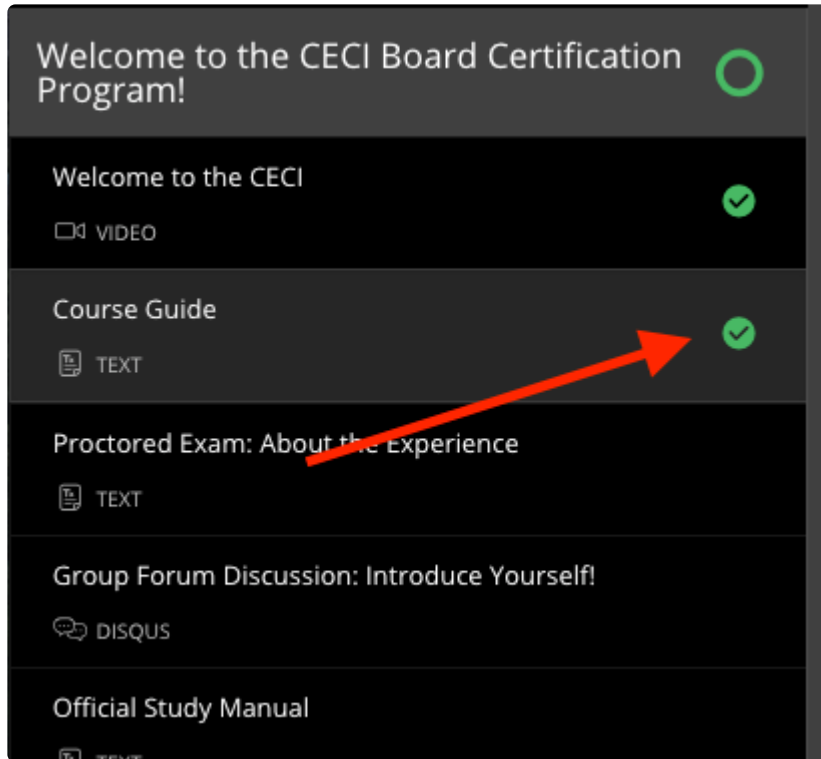 Welcome to the CECI Board Certification
Program!
Welcome to the CECI
VIDEO
Course Guide
TEXT
Proctored Exam: About the Experience
TEXT
Group Forum Discussion: Introduce Yourself!
DISQUS
Official Study Manual
TEXT